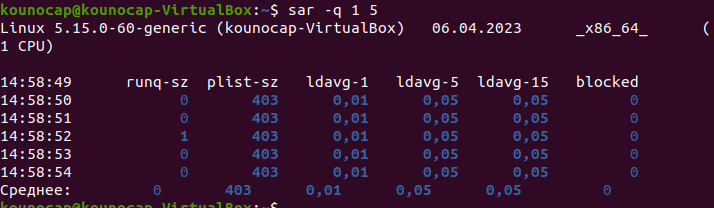 kounocap@kounocap-VirtualBox:~$ sar -q 1 5
Linux 5.15.0-60-generic (kounocap-VirtualBox) 06.04.2023 _x86_64_ (
1 CPU)
14:58:49 runq-sz plist-sz ldavg-1 ldavg-5 ldavg-15 blocked
14:58:50 0 403 0,01 0,05 0,05 0
14:58:51 0 403 0,01 0,05 0,05 0
14:58:52 1 403 0,01 0,05 0,05 0
14:58:53 0 403 0,01 0,05 0,05 0
14:58:54 0 403 0,01 0,05 0,05 0
Среднее: 0 403 0,01 0,05 0,05 0
kounocap@kounocap-VirtualBox:~$